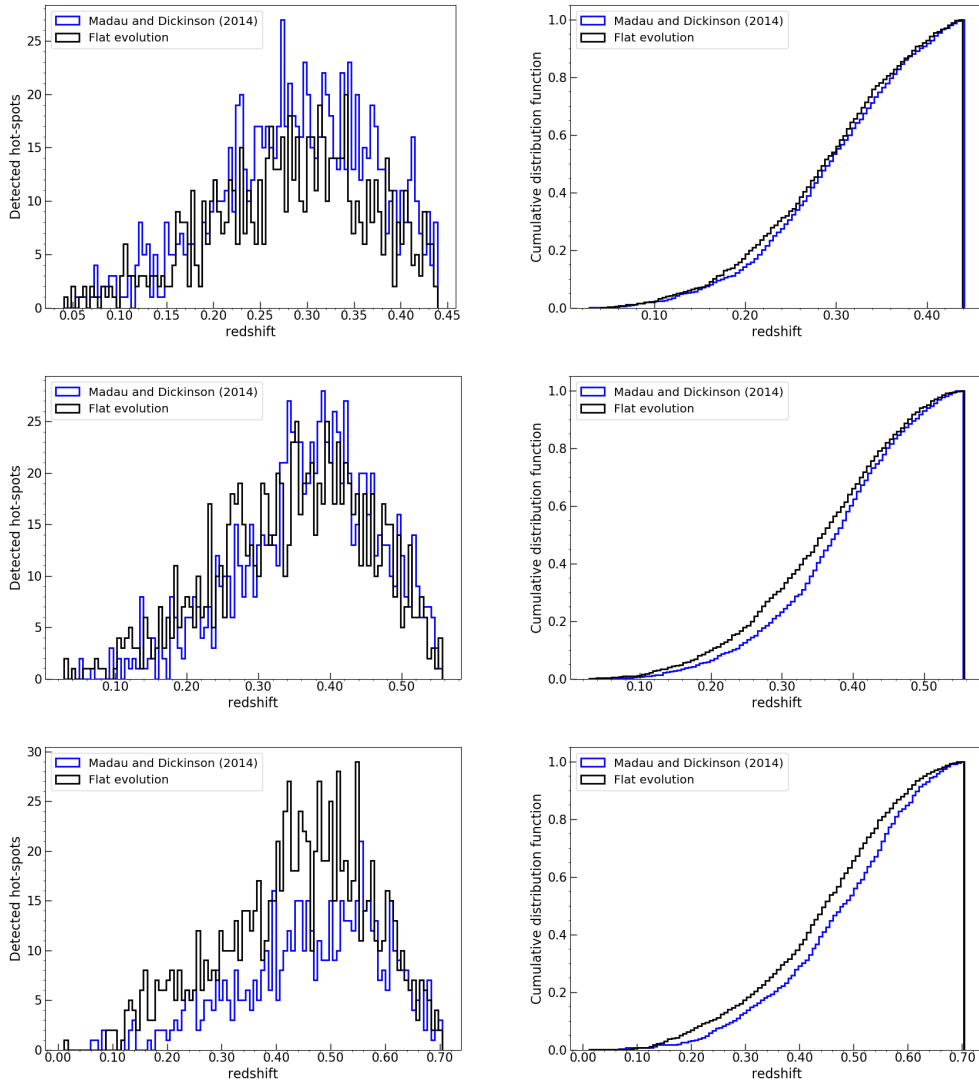 Madau and Dickinson (2014)
Flat evolution
Detected hot-spots
25
20
15
10
5
0
0.05 0.10 0.15 0.20 0.25 0.30 0.35 0.40 0.45
redshift
Madau and Dickinson (2014)
Flat evolution
Cumulative distribution function
1.0
0.8
0.6
0.4
0.2
0.0
0.10 0.20 0.30 0.40
redshift
Madau and Dickinson (2014)
Flat evolution
Detected hot-spots
25
20
15
10
5
0
0.10 0.20 0.30 0.40 0.50
redshift
Madau and Dickinson (2014)
Flat evolution
Cumulative distribution function
1.0
0.8
0.6
0.4
0.2
0.0
0.10 0.20 0.30 0.40 0.50
redshift
Madau and Dickinson (2014)
Flat evolution
Detected hot-spots
30
25
20
15
10
5
0
0.00 0.10 0.20 0.30 0.40 0.50 0.60 0.70
redshift
Madau and Dickinson (2014)
Flat evolution
Cumulative distribution function
1.0
0.8
0.6
0.4
0.2
0.0
0.00 0.10 0.20 0.30 0.40 0.50 0.60 0.70
redshift